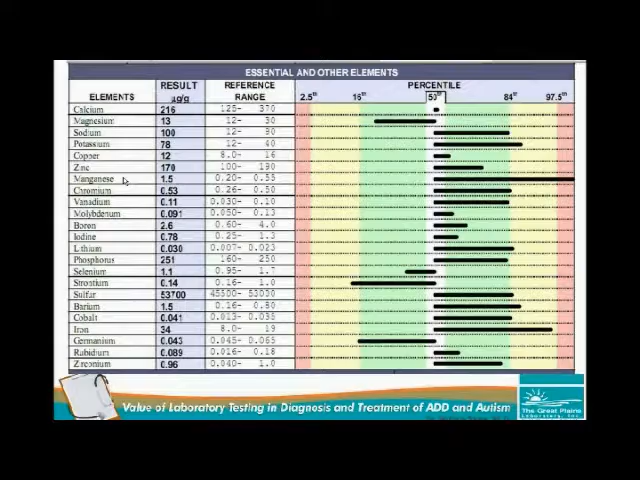 ESSENTIAL AND OTHER ELEMENTS
RESULT REFERENCE PERCENTILE
ELEMENTS µg/g RANGE 2.5th 16th 50th 84th 97.5th
Calcium 216 125- 370
Magnesium 13 12- 30
Sodium 100 12- 90
Potassium 78 12- 40
Copper 12 8.0- 16
Zinc 170 100- 190
Manganese 1.5 0.20- 0.55
Chromium 0.53 0.26- 0.50
Vanadium 0.11 0.030- 0.10
Molybdenum 0.091 0.050- 0.13
Boron 2.6 0.60- 4.0
Iodine 0.78 0.25- 1.3
Lithium 0.030 0.007- 0.023
Phosphorus 251 160- 250
Selenium 1.1 0.95- 1.7
Strontium 0.14 0.16- 1.0
Sulfur 53700 45500- 53000
Barium 1.5 0.16- 0.80
Cobalt 0.041 0.013- 0.035
Iron 34 8.0- 19
Germanium 0.043 0.045- 0.065
Rubidium 0.089 0.016- 0.18
Zirconium 0.96 0.040- 1.0
Value of Laboratory Testing in Diagnosis and Treatment of ADD and Autism
The Great Plains
Laboratory, Inc.